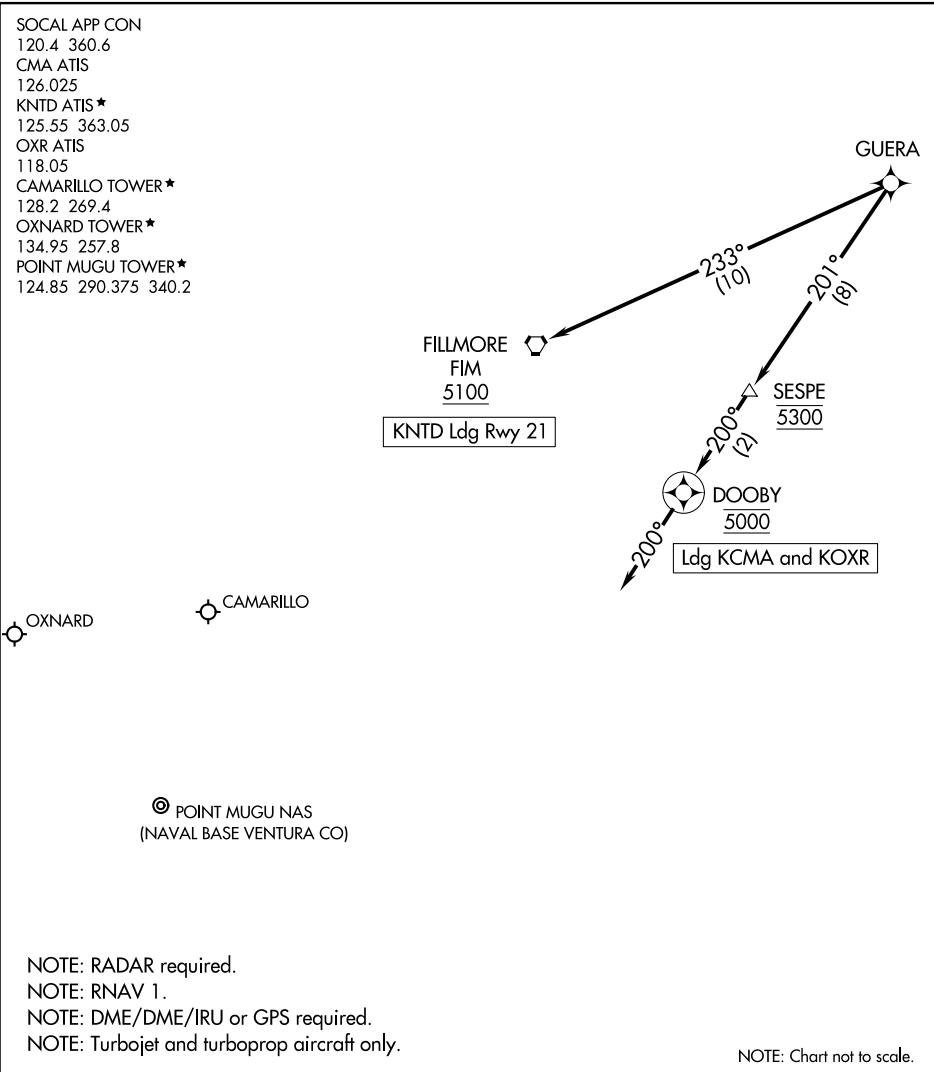 SOCAL APP CON
120.4 360.6
CMA ATIS
126.025
KNTD ATIS★
125.55 363.05
OXR ATIS
118.05
CAMARILLO TOWER★
128.2 269.4
OXNARD TOWER★
134.95 257.8
POINT MUGU TOWER★
124.85 290.375 340.2
GUERA
233°
(10)
201°
(8)
FILLMORE
FIM
5100
KNTD Ldg Rwy 21
SESPE
5300
200°
(2)
DOOBY
5000
200°
Ldg KCMA and KOXR
CAMARILLO
OXNARD
POINT MUGU NAS
(NAVAL BASE VENTURA CO)
NOTE: RADAR required.
NOTE: RNAV 1.
NOTE: DME/DME/IRU or GPS required.
NOTE: Turbojet and turboprop aircraft only.
NOTE: Chart not to scale.